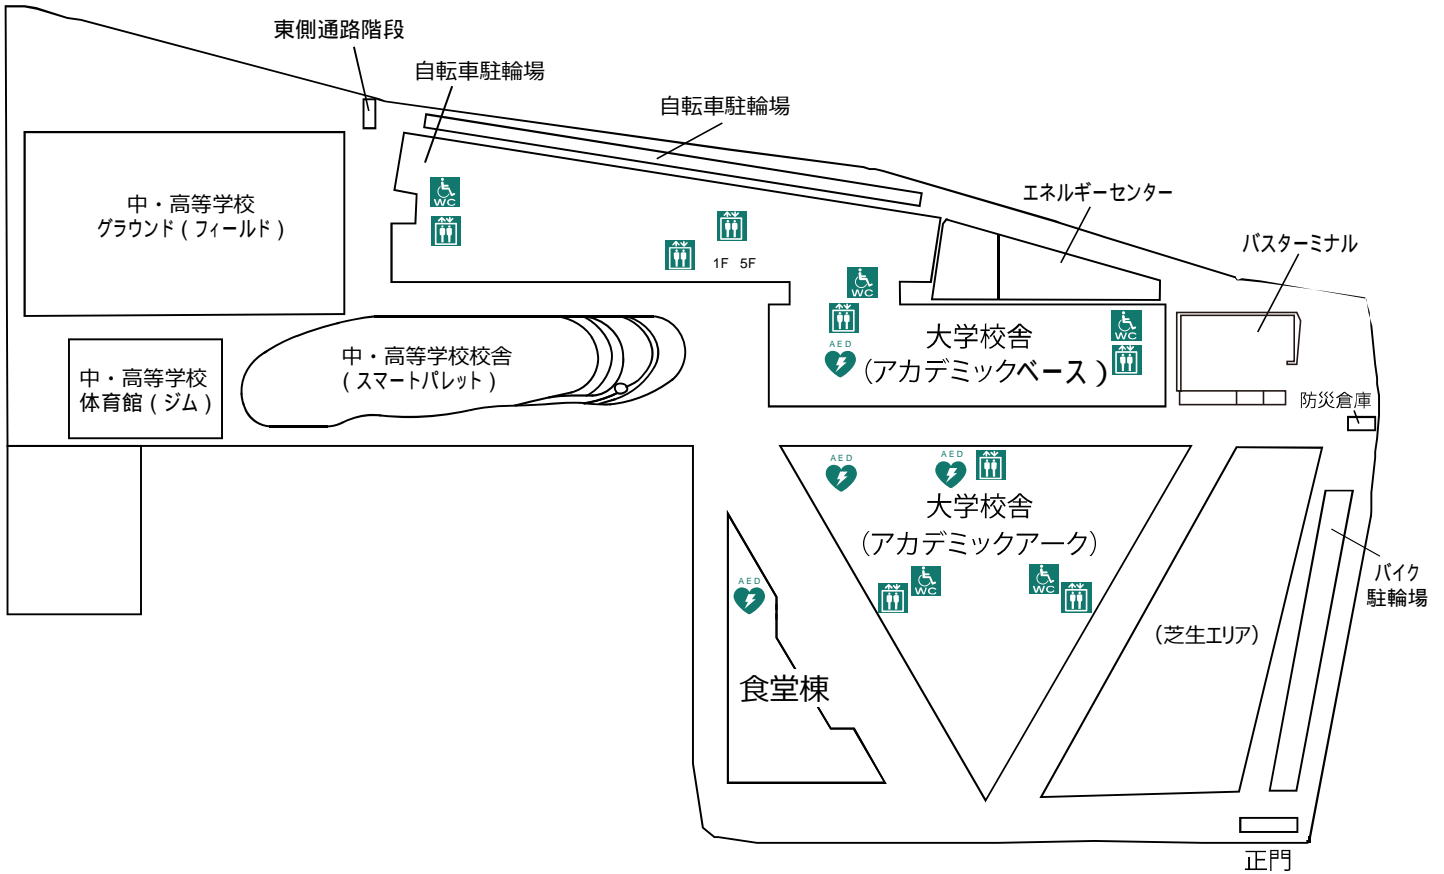 東側通路階段
自転車駐輪場
自転車駐輪場
中・高等学校
グラウンド(フィールド)
WC
エネルギーセンター
バスターミナル
1F 5F
WC
AED
大学校舎
(アカデミックベース)
WC
中・高等学校校舎
(スマートパレット)
中・高等学校
体育館(ジム)
防災倉庫
AED
AED
大学校舎
(アカデミックアーク)
WC
WC
AED
バイク
駐輪場
(芝生エリア)
食堂棟
正門